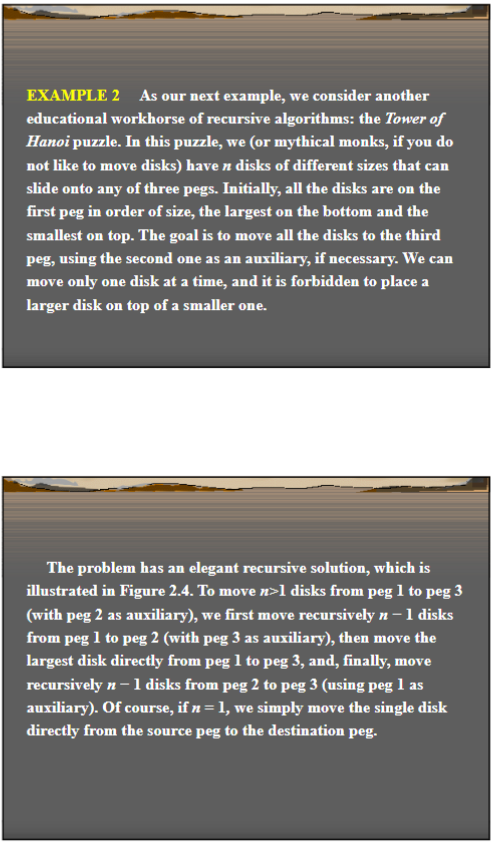 EXAMPLE 2 As our next example, we consider another
educational workhorse of recursive algorithms: the Tower of
Hanoi puzzle. In this puzzle, we (or mythical monks, if you do
not like to move disks) have n disks of different sizes that can
slide onto any of three pegs. Initially, all the disks are on the
first peg in order of size, the largest on the bottom and the
smallest on top. The goal is to move all the disks to the third
peg, using the second one as an auxiliary, if necessary. We can
move only one disk at a time, and it is forbidden to place a
larger disk on top of a smaller one.
The problem has an elegant recursive solution, which is
illustrated in Figure 2.4. To move n>1 disks from peg 1 to peg 3
(with peg 2 as auxiliary), we first move recursively n − 1 disks
from peg 1 to peg 2 (with peg 3 as auxiliary), then move the
largest disk directly from peg 1 to peg 3, and, finally, move
recursively n − 1 disks from peg 2 to peg 3 (using peg 1 as
auxiliary). Of course, if n = 1, we simply move the single disk
directly from the source peg to the destination peg.